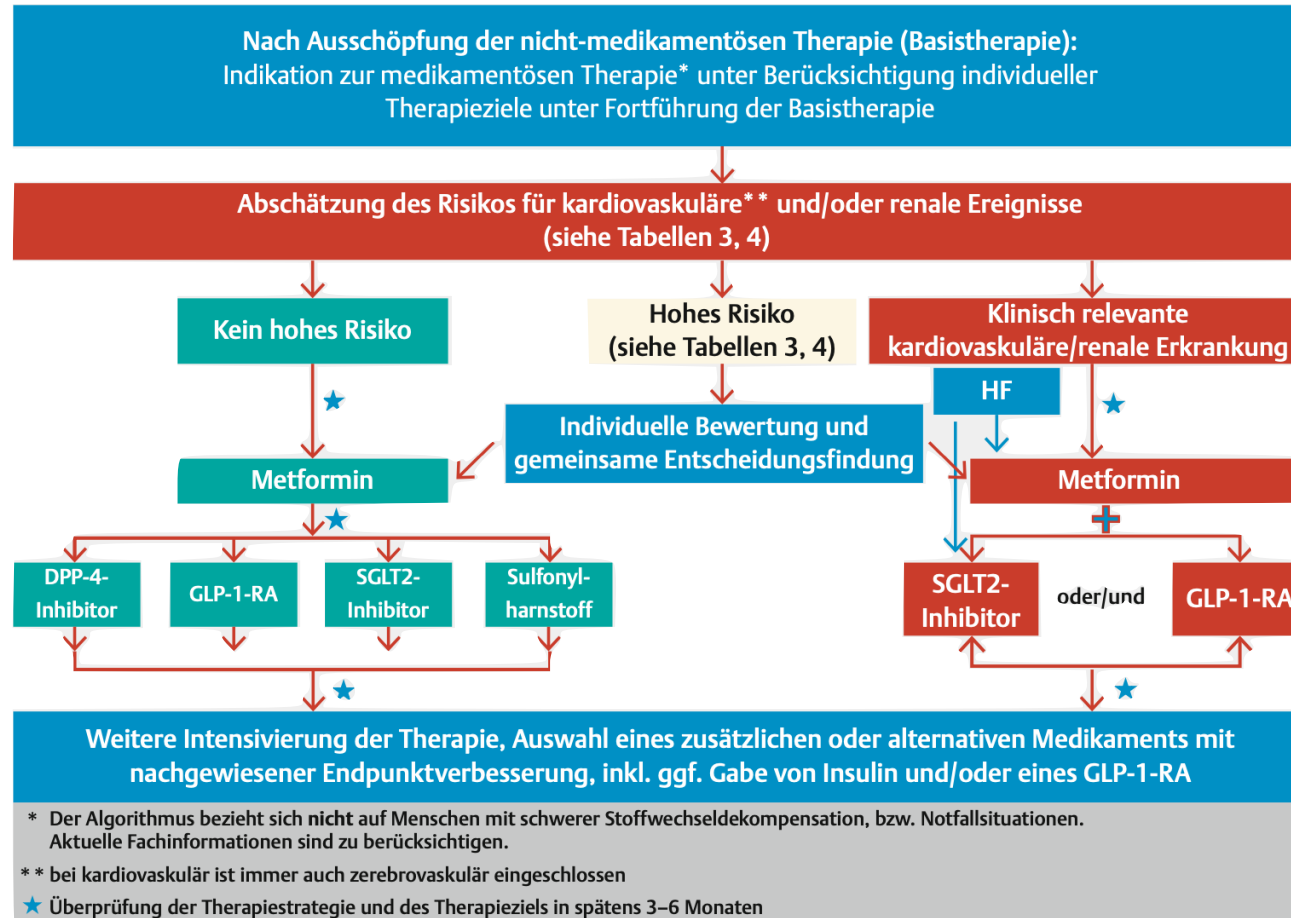 Nach Ausschöpfung der nicht-medikamentösen Therapie (Basistherapie):
Indikation zur medikamentösen Therapie* unter Berücksichtigung individueller
Therapieziele unter Fortführung der Basistherapie
Abschätzung des Risikos für kardiovaskuläre** und/oder renale Ereignisse
(siehe Tabellen 3, 4)
Kein hohes Risiko
Hohes Risiko
(siehe Tabellen 3, 4)
Klinisch relevante
kardiovaskuläre/renale Erkrankung
HF
Individuelle Bewertung und
gemeinsame Entscheidungsfindung
Metformin
Metformin
DPP-4-
Inhibitor
GLP-1-RA
SGLT2-
Inhibitor
Sulfonyl-
harnstoff
SGLT2-
Inhibitor
oder/und
GLP-1-RA
Weitere Intensivierung der Therapie, Auswahl eines zusätzlichen oder alternativen Medikaments mit
nachgewiesener Endpunktverbesserung, inkl. ggf. Gabe von Insulin und/oder eines GLP-1-RA
* Der Algorithmus bezieht sich nicht auf Menschen mit schwerer Stoffwechseldekompensation, bzw. Notfallsituationen.
Aktuelle Fachinformationen sind zu berücksichtigen.
** bei kardiovaskulär ist immer auch zerebrovaskulär eingeschlossen
★ Überprüfung der Therapiestrategie und des Therapieziels in spätens 3–6 Monaten